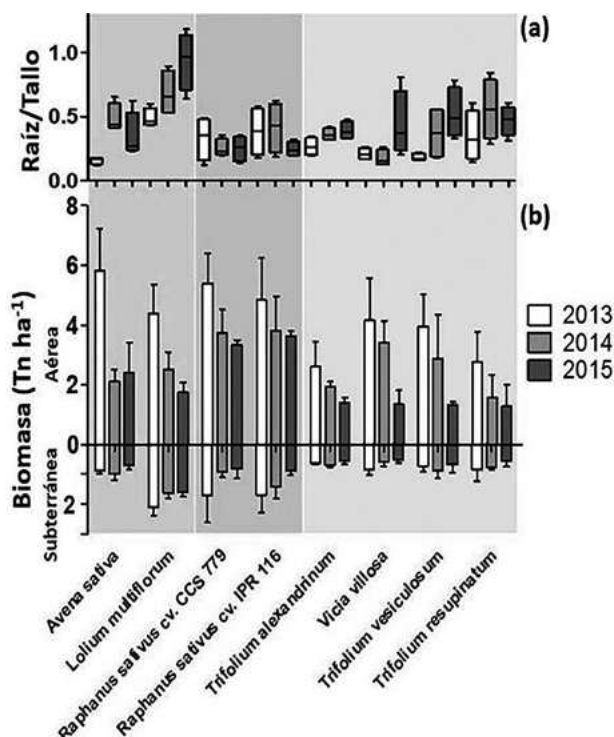 (a)
Raíz/Tallo
1.0
0.5
0.0
(b)
Biomasa (Tn ha⁻¹)
Aérea
Subterránea
8
6
4
2
0
2
2013
2014
2015
Avena sativa
Lolium multiflorum
Raphanus sativus cv. CCS 779
Raphanus sativus cv. IPR 116
Trifolium alexandrinum
Vicia villosa
Trifolium vesiculosum
Trifolium resupinatum